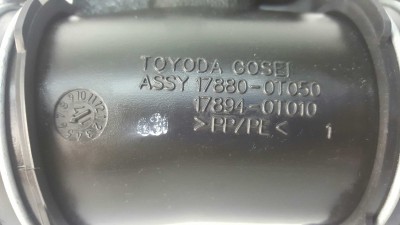 TOYODA GOSEI
ASSY 17880-0T050
17894-0T010
>PP/PE< 1